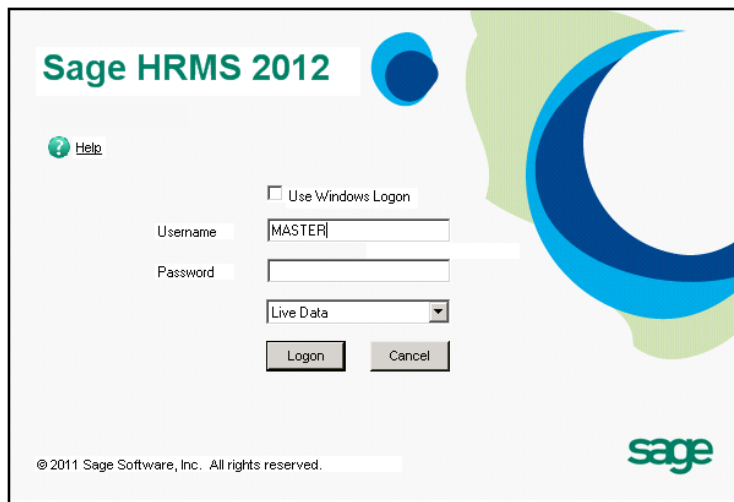 Sage HRMS 2012
? Help
Use Windows Logon
Username MASTER
Password
Live Data
Logon Cancel
© 2011 Sage Software, Inc. All rights reserved.
sage